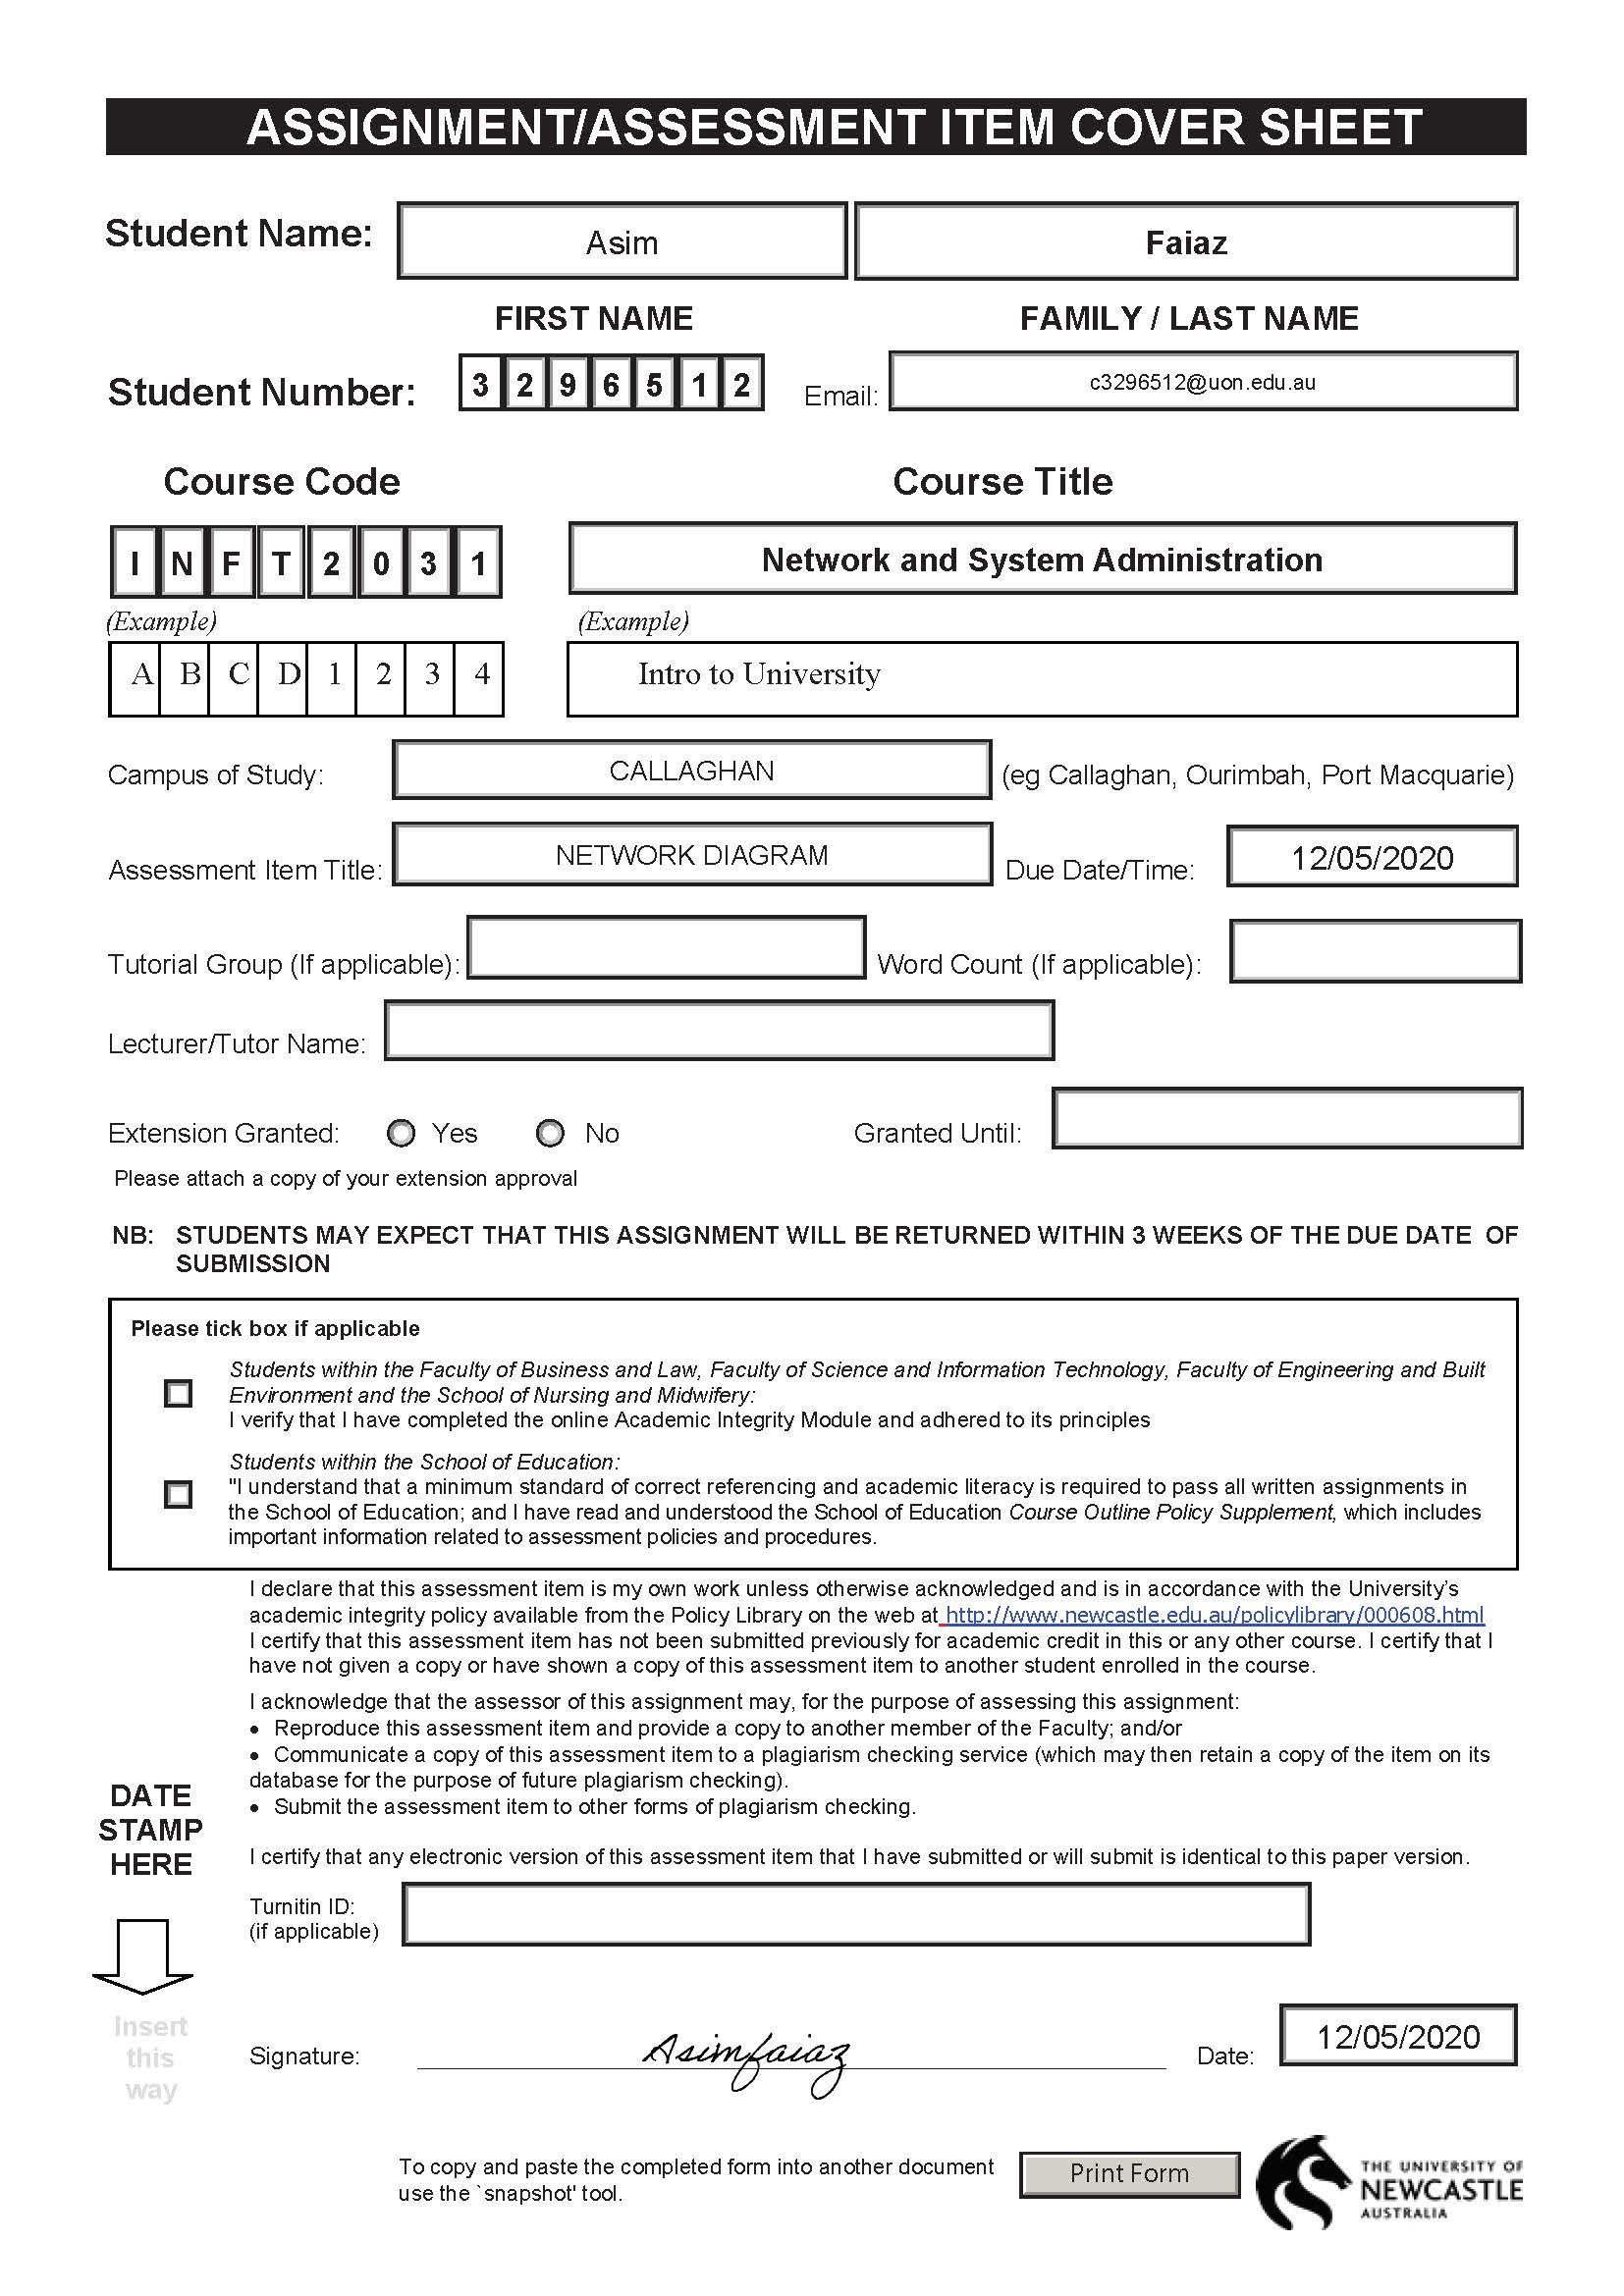 ASSIGNMENT/ASSESSMENT ITEM COVER SHEET
Student Name: Asim Faiaz
FIRST NAME FAMILY / LAST NAME
Student Number: 3 2 9 6 5 1 2 Email: c3296512@uon.edu.au
Course Code Course Title
I N F T 2 0 3 1 Network and System Administration
(Example) (Example)
A B C D 1 2 3 4 Intro to University
Campus of Study: CALLAGHAN (eg Callaghan, Ourimbah, Port Macquarie)
Assessment Item Title: NETWORK DIAGRAM Due Date/Time: 12/05/2020
Tutorial Group (If applicable): Word Count (If applicable):
Lecturer/Tutor Name:
Extension Granted: Yes No Granted Until:
Please attach a copy of your extension approval
NB: STUDENTS MAY EXPECT THAT THIS ASSIGNMENT WILL BE RETURNED WITHIN 3 WEEKS OF THE DUE DATE OF
SUBMISSION
Please tick box if applicable
Students within the Faculty of Business and Law, Faculty of Science and Information Technology, Faculty of Engineering and Built
Environment and the School of Nursing and Midwifery:
I verify that I have completed the online Academic Integrity Module and adhered to its principles
Students within the School of Education:
"I understand that a minimum standard of correct referencing and academic literacy is required to pass all written assignments in
the School of Education; and I have read and understood the School of Education Course Outline Policy Supplement, which includes
important information related to assessment policies and procedures.
I declare that this assessment item is my own work unless otherwise acknowledged and is in accordance with the University's
academic integrity policy available from the Policy Library on the web at http://www.newcastle.edu.au/policylibrary/000608.html
I certify that this assessment item has not been submitted previously for academic credit in this or any other course. I certify that I
have not given a copy or have shown a copy of this assessment item to another student enrolled in the course.
I acknowledge that the assessor of this assignment may, for the purpose of assessing this assignment:
• Reproduce this assessment item and provide a copy to another member of the Faculty; and/or
• Communicate a copy of this assessment item to a plagiarism checking service (which may then retain a copy of the item on its
database for the purpose of future plagiarism checking).
• Submit the assessment item to other forms of plagiarism checking.
DATE
STAMP
HERE
I certify that any electronic version of this assessment item that I have submitted or will submit is identical to this paper version.
Turnitin ID:
(if applicable)
Insert
this
way
Signature: Asimfaiaz Date: 12/05/2020
To copy and paste the completed form into another document
use the `snapshot' tool.
Print Form
THE UNIVERSITY OF
NEWCASTLE
AUSTRALIA